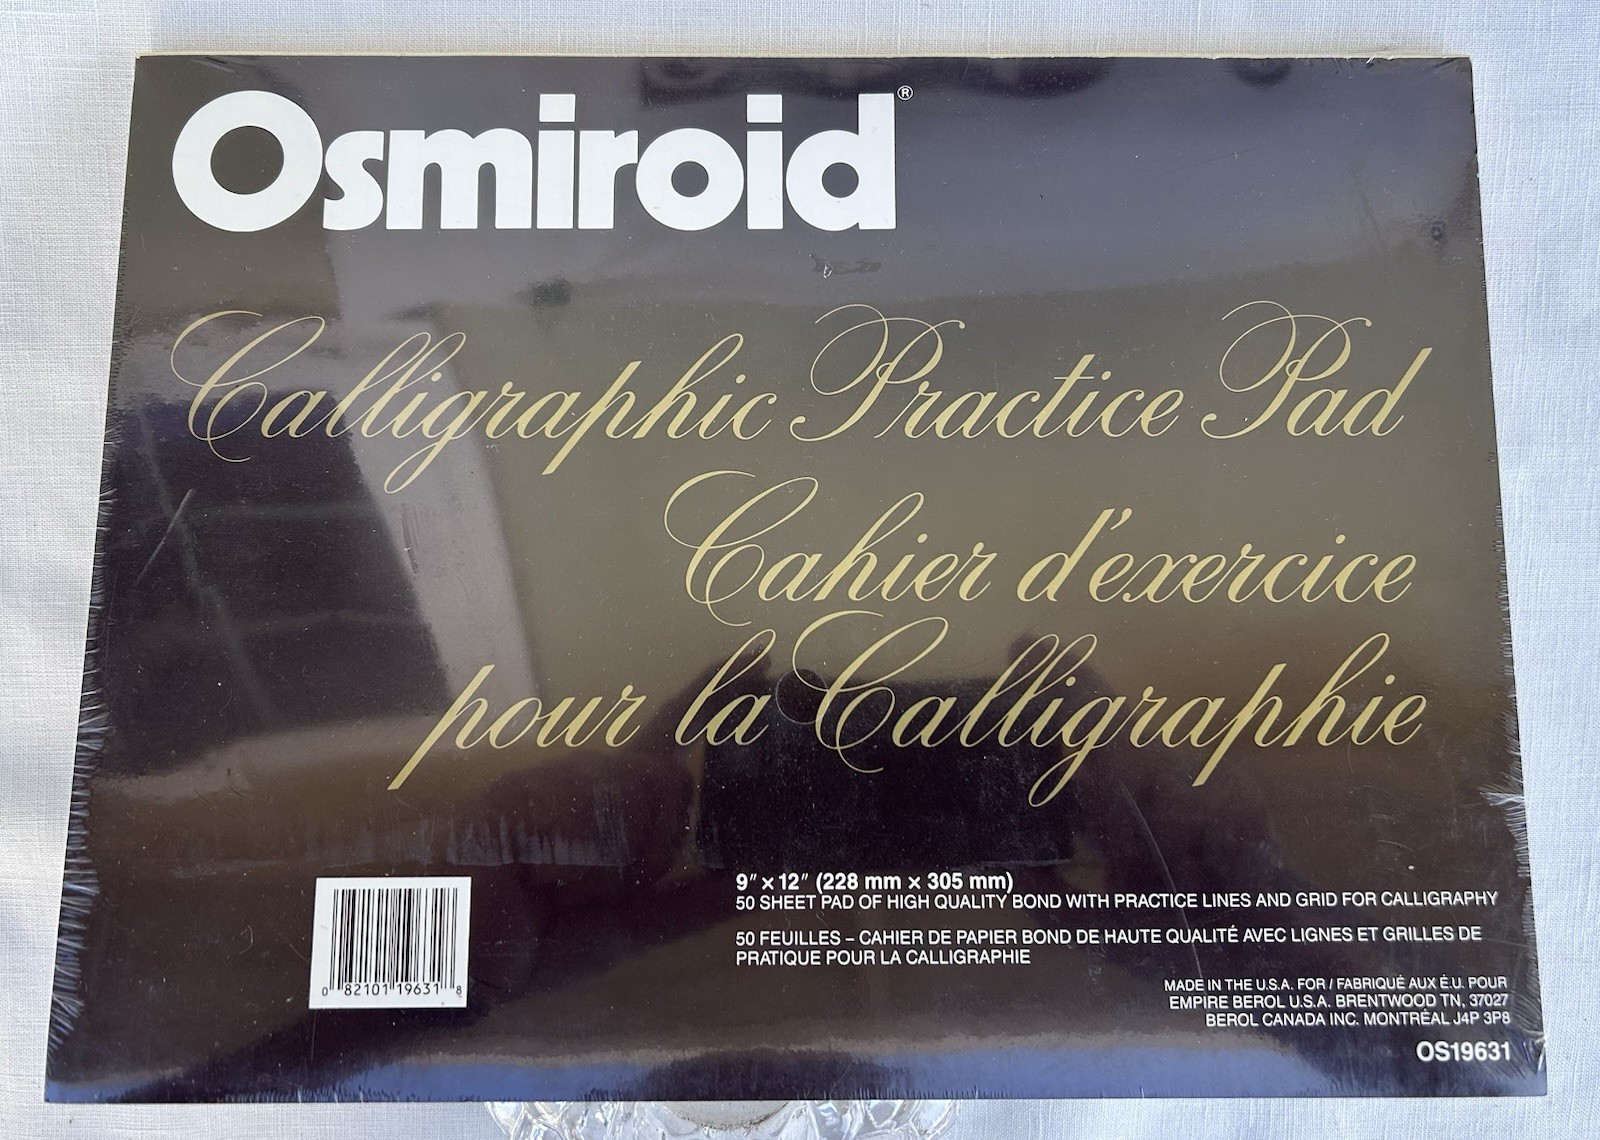 Osmiroid®
Calligraphic Practice Pad
Cahier d'exercice
pour la Calligraphie
9" × 12" (228 mm × 305 mm)
50 SHEET PAD OF HIGH QUALITY BOND WITH PRACTICE LINES AND GRID FOR CALLIGRAPHY
50 FEUILLES – CAHIER DE PAPIER BOND DE HAUTE QUALITÉ AVEC LIGNES ET GRILLES DE
PRATIQUE POUR LA CALLIGRAPHIE
0 82101 19631 8
MADE IN THE U.S.A. FOR / FABRIQUÉ AUX É.U. POUR
EMPIRE BEROL U.S.A. BRENTWOOD TN, 37027
BEROL CANADA INC. MONTRÉAL J4P 3P8
OS19631